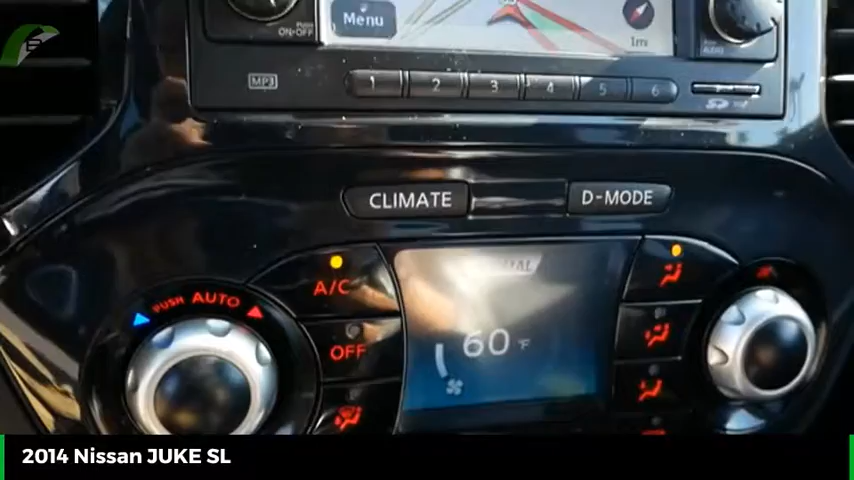 Menu
PUSH
ON•OFF
1m
AUDIO
MP3
1 2 3 4 5 6
SD
CLIMATE
D-MODE
A/C
PUSH AUTO
OFF
60°F
2014 Nissan JUKE SL